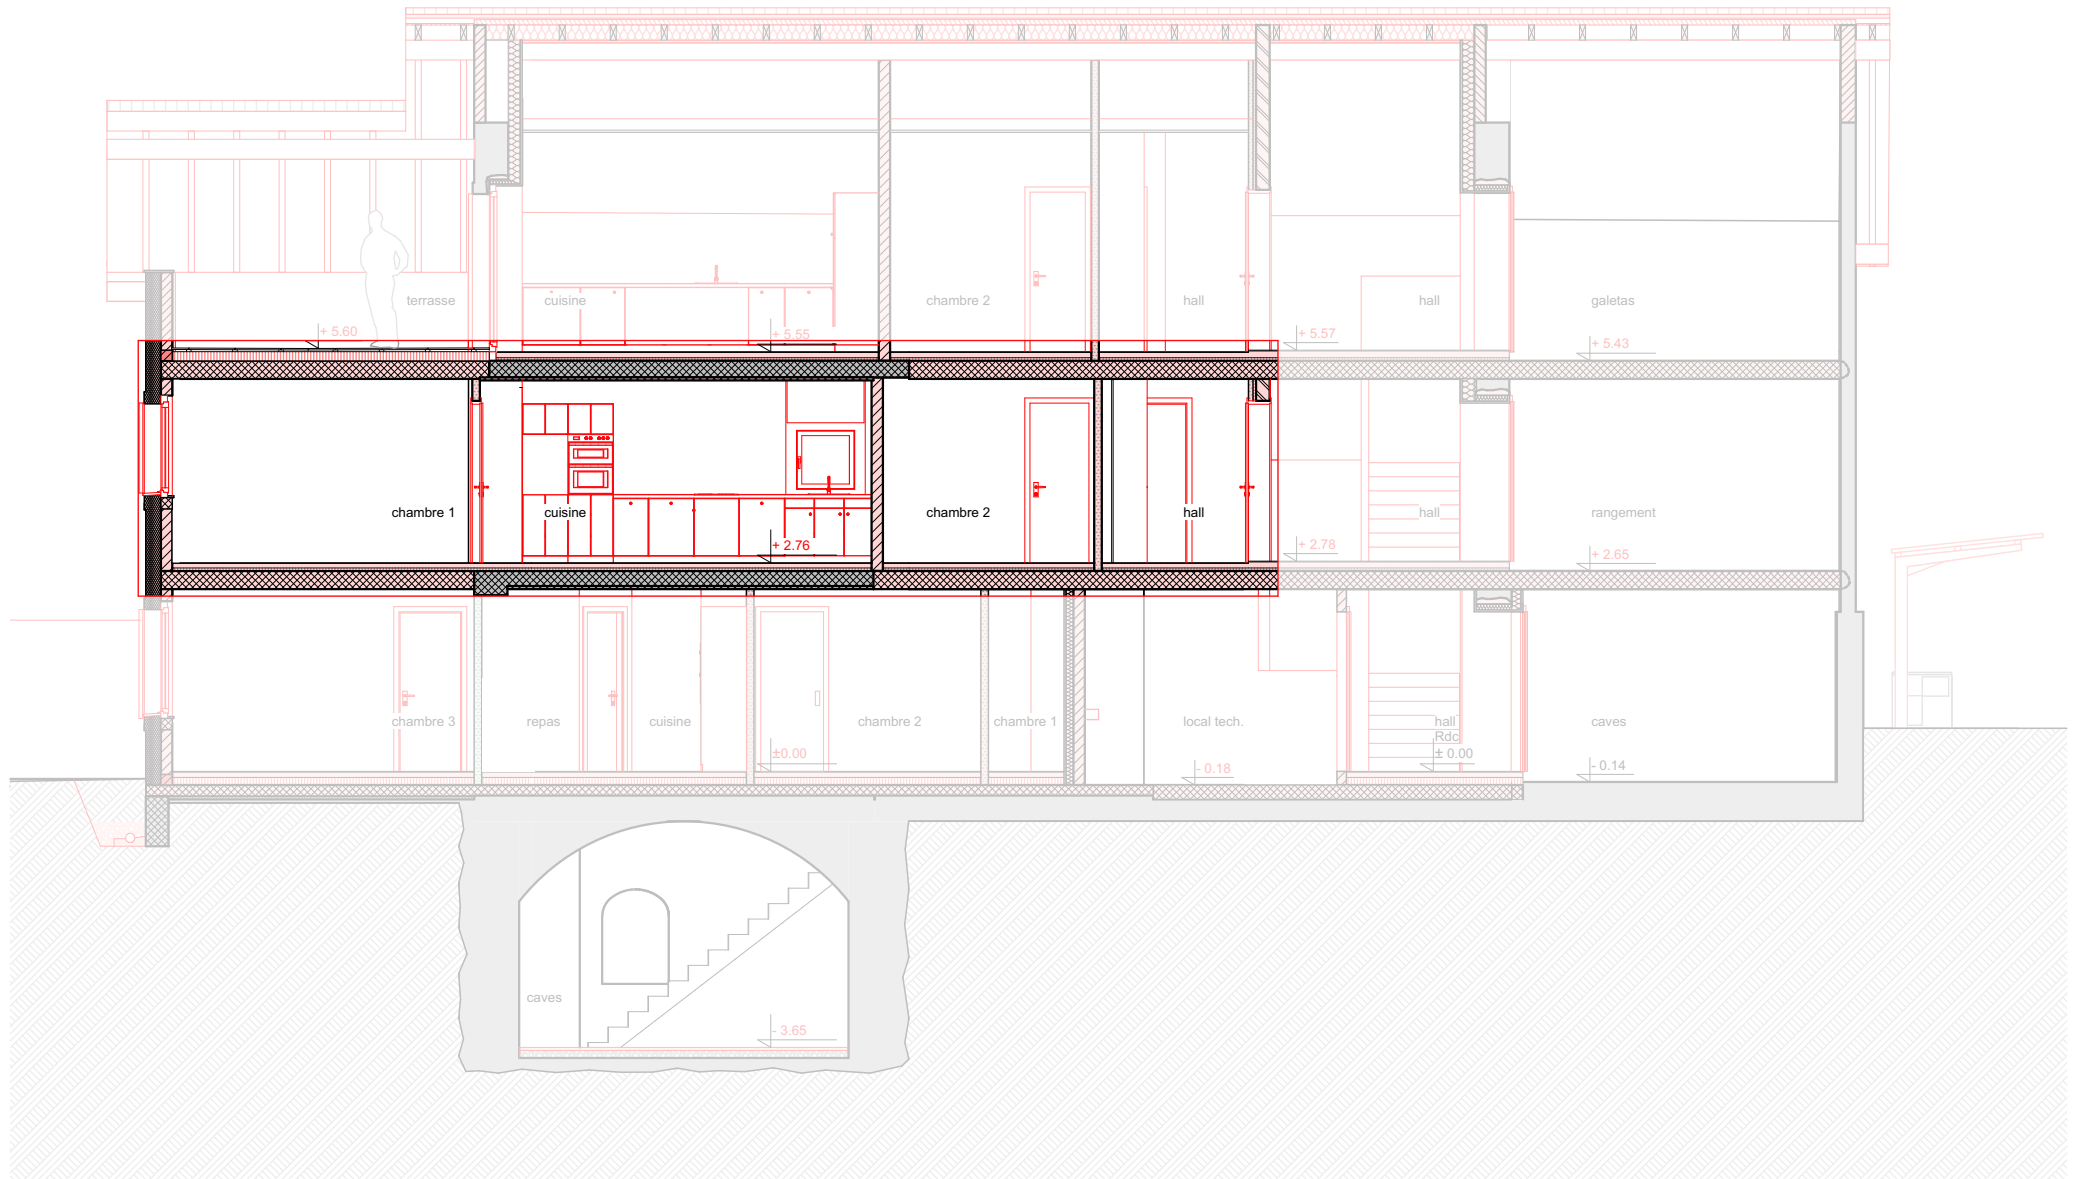 terrasse
cuisine
chambre 2
hall
hall
galetas
+ 5.60
+ 5.55
+ 5.57
+ 5.43
chambre 1
cuisine
chambre 2
hall
hall
rangement
+ 2.76
+ 2.78
+ 2.65
chambre 3
repas
cuisine
chambre 2
chambre 1
local tech.
hall
Rdc
caves
±0.00
± 0.00
- 0.18
- 0.14
caves
- 3.65